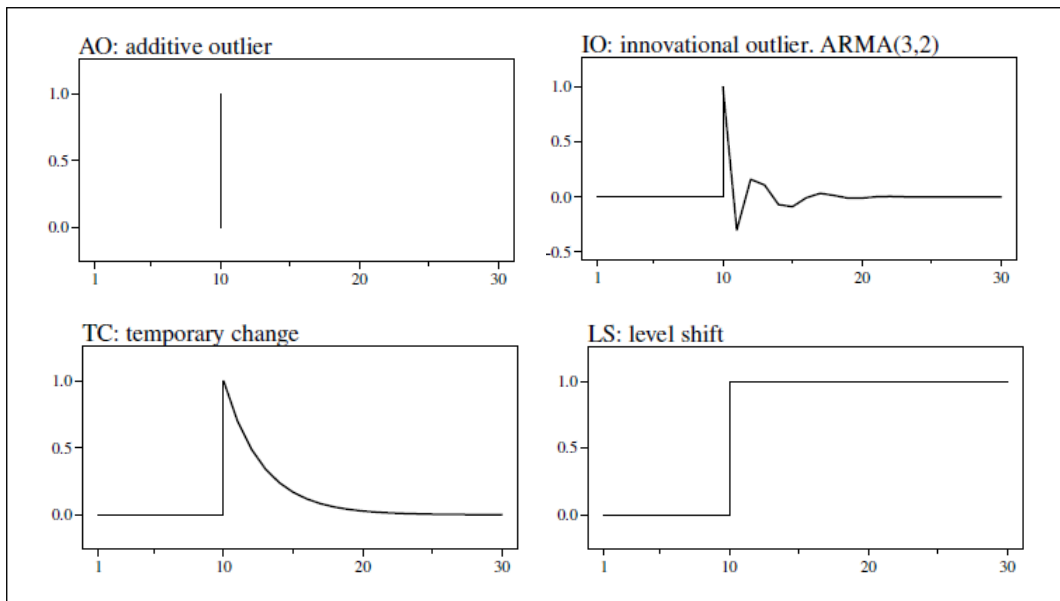 AO: additive outlier
1.0
0.5
0.0
1 10 20 30
IO: innovational outlier. ARMA(3,2)
1.0
0.5
0.0
-0.5
1 10 20 30
TC: temporary change
1.0
0.5
0.0
1 10 20 30
LS: level shift
1.0
0.5
0.0
1 10 20 30